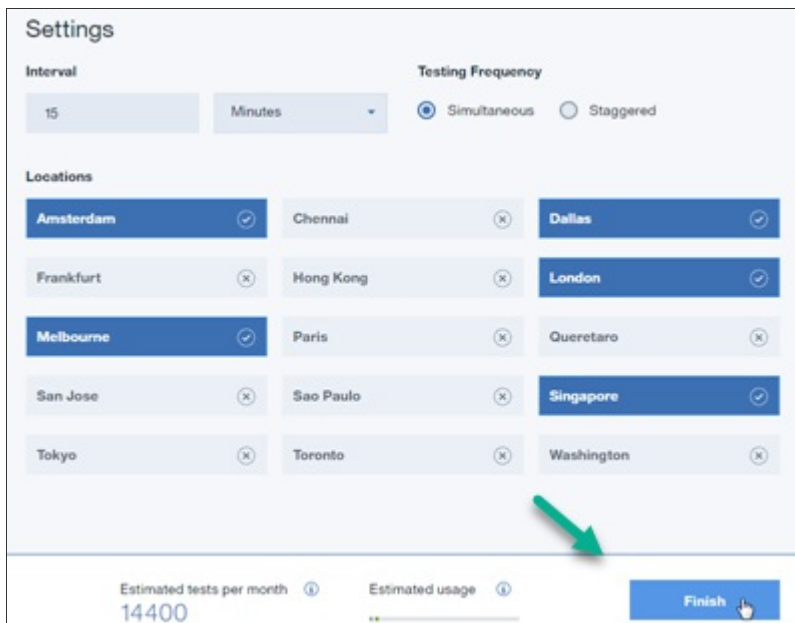 Settings
Interval Testing Frequency
15 Minutes Simultaneous Staggered
Locations
Amsterdam Chennai Dallas
Frankfurt Hong Kong London
Melbourne Paris Queretaro
San Jose Sao Paulo Singapore
Tokyo Toronto Washington
Estimated tests per month Estimated usage
14400
Finish